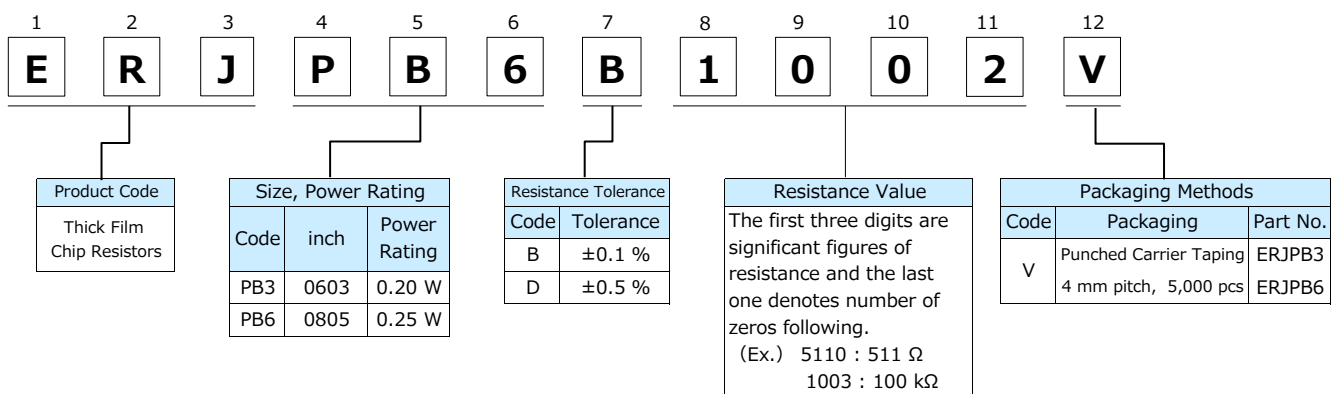 1 2 3 4 5 6 7 8 9 10 11 12
E R J P B 6 B 1 0 0 2 V
Product Code
Thick Film
Chip Resistors
Size, Power Rating
Code inch Power Rating
PB3 0603 0.20 W
PB6 0805 0.25 W
Resistance Tolerance
Code Tolerance
B ±0.1 %
D ±0.5 %
Resistance Value
The first three digits are
significant figures of
resistance and the last
one denotes number of
zeros following.
（Ex.） 5110 : 511 Ω
1003 : 100 kΩ
Packaging Methods
Code Packaging Part No.
V Punched Carrier Taping ERJPB3
4 mm pitch, 5,000 pcs ERJPB6